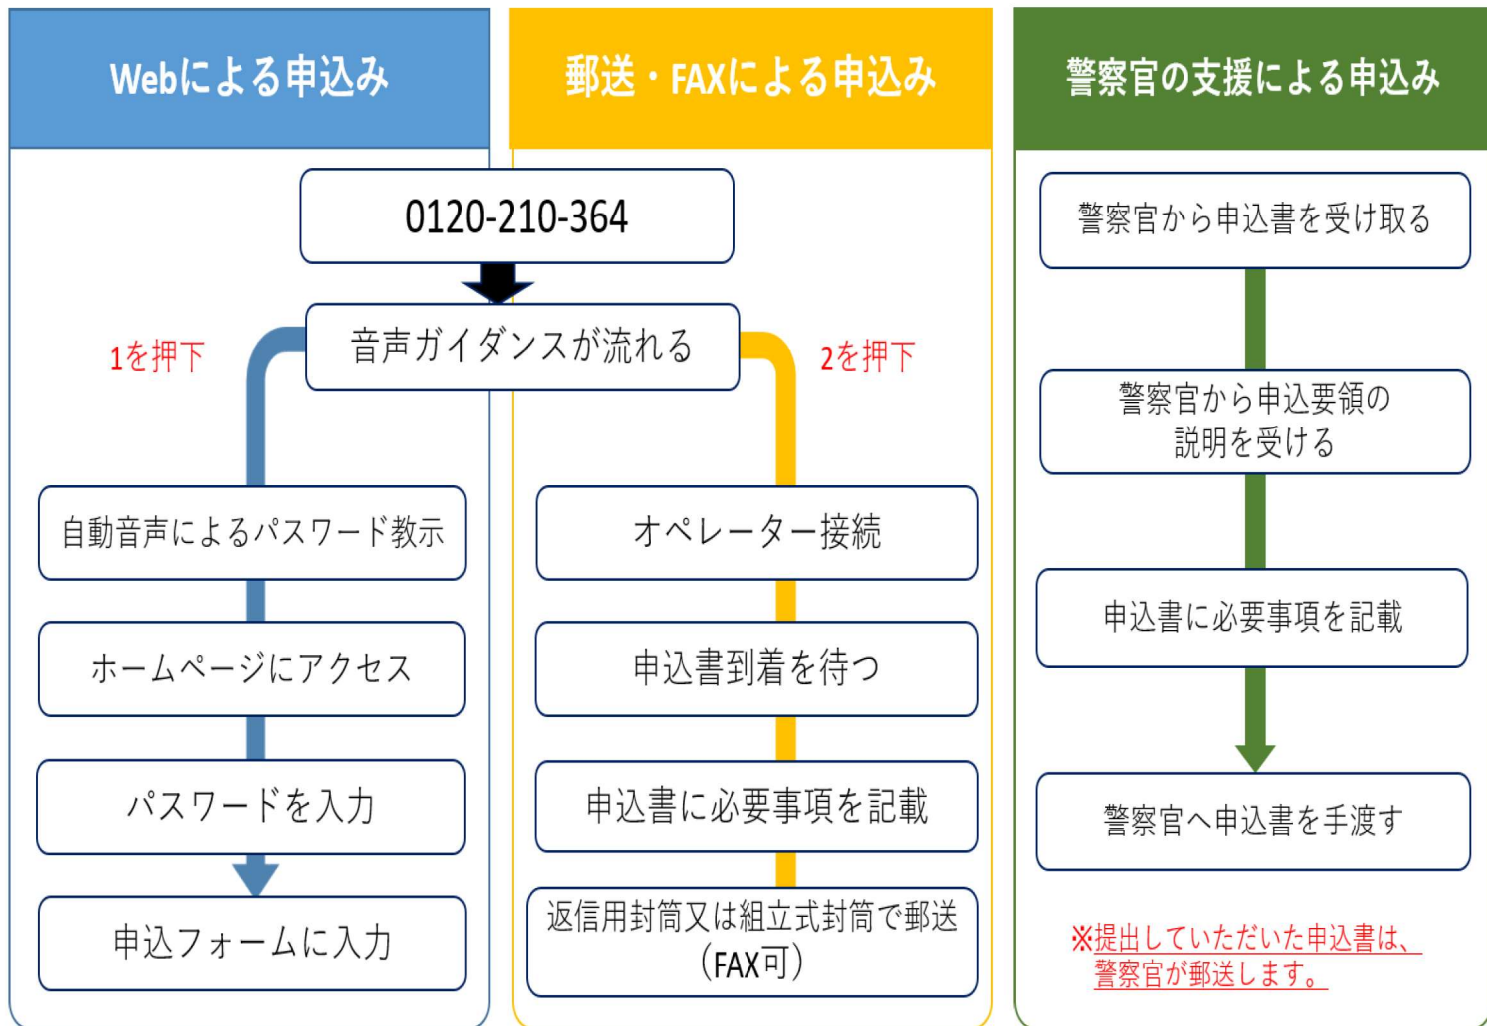 Webによる申込み
郵送・FAXによる申込み
警察官の支援による申込み
0120-210-364
音声ガイダンスが流れる
1を押下
2を押下
自動音声によるパスワード教示
ホームページにアクセス
パスワードを入力
申込フォームに入力
オペレーター接続
申込書到着を待つ
申込書に必要事項を記載
返信用封筒又は組立式封筒で郵送
(FAX可)
警察官から申込書を受け取る
警察官から申込要領の
説明を受ける
申込書に必要事項を記載
警察官へ申込書を手渡す
※提出していただいた申込書は、
警察官が郵送します。